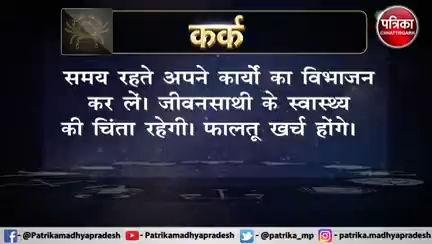 कर्क
पत्रिका
CHHATTISGARH
समय रहते अपने कार्यो का विभाजन
कर लें। जीवनसाथी के स्वास्थ्य
की चिंता रहेगी। फालतू खर्च होंगे।
- @Patrikamadhyapradesh - Patrikamadhyapradesh - @patrika_mp - patrika.madhyapradesh